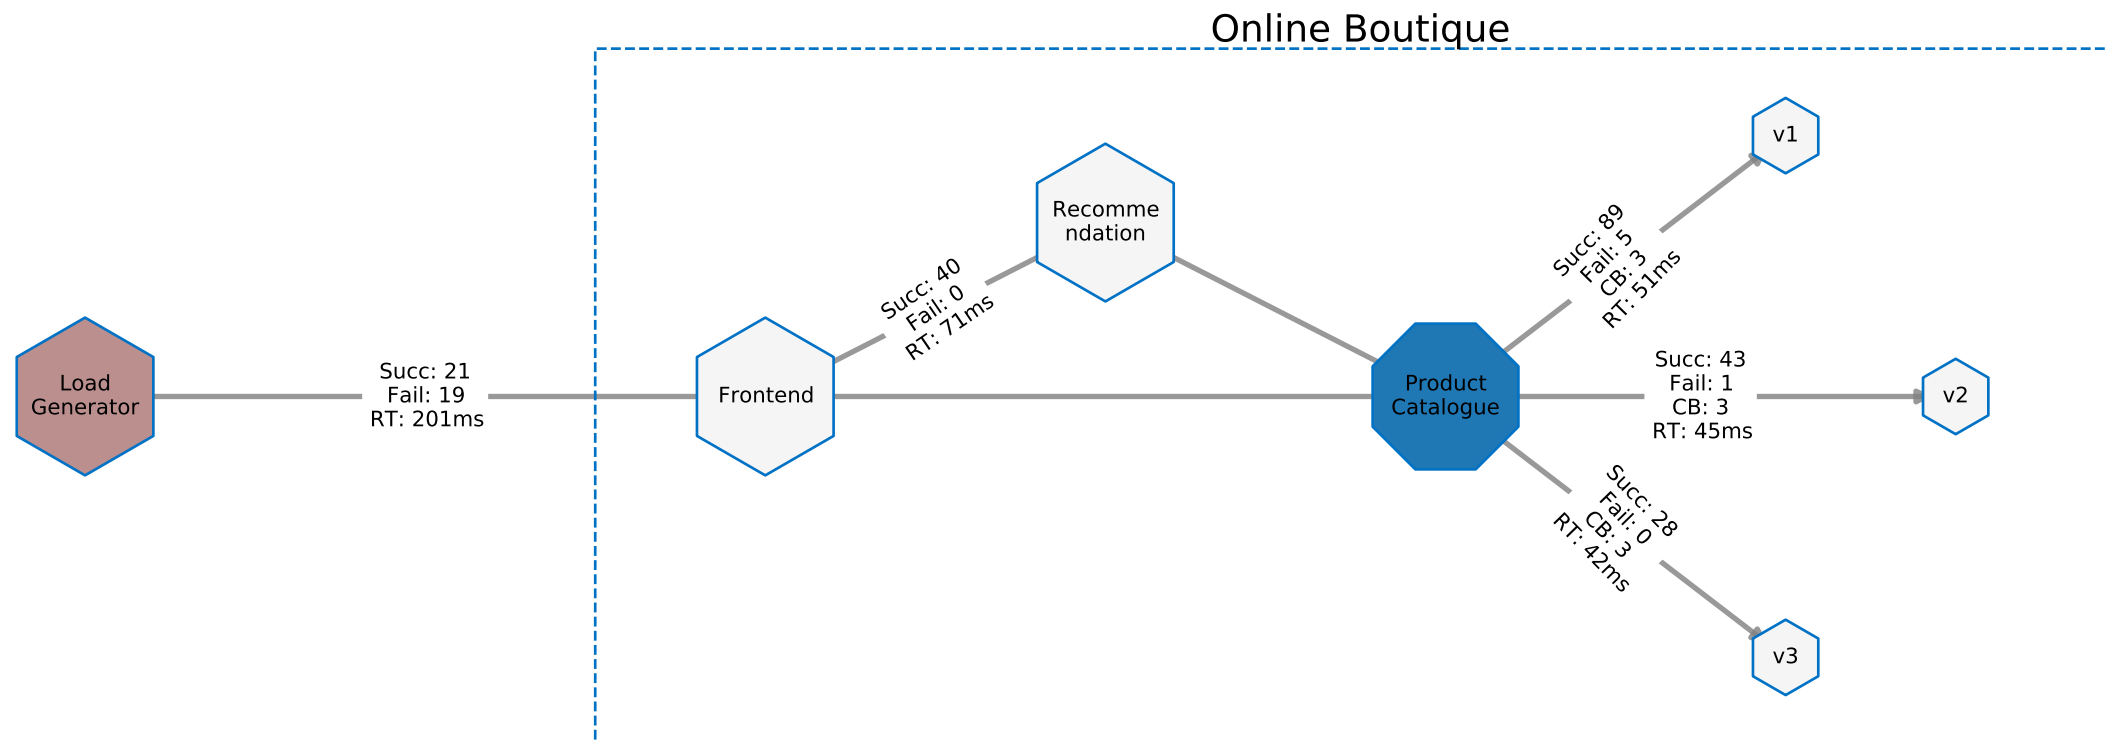 Online Boutique
Load
Generator
Succ: 21
Fail: 19
RT: 201ms
Frontend
Succ: 40
Fail: 0
RT: 71ms
Recomme
ndation
Product
Catalogue
Succ: 89
Fail: 5
CB: 3
RT: 51ms
v1
Succ: 43
Fail: 1
CB: 3
RT: 45ms
v2
Succ: 28
Fail: 0
CB: 3
RT: 42ms
v3